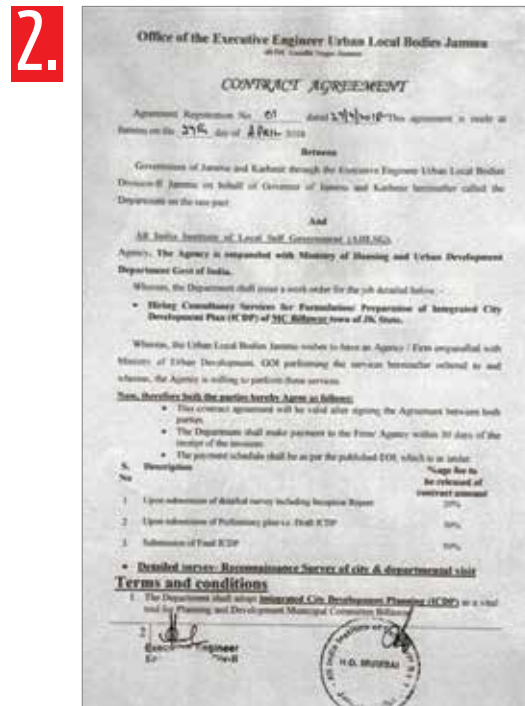 2.
Office of the Executive Engineer Urban Local Bodies Jammu
CONTRACT AGREEMENT
Agreement Registration No. 01 dated 27/4/2018 This agreement is made at
Jammu on the 27th day of APRIL 2018
Between
Government of Jammu and Kashmir through the Executive Engineer Urban Local Bodies
Division-II Jammu on behalf of Governor of Jammu and Kashmir hereinafter called the
Department on the one part
And
All India Institute of Local Self Government (AIILSG).
Agency. The Agency is empanelled with Ministry of Housing and Urban Development
Department Govt of India.
Whereas, the Department shall issue a work order for the job detailed below: -
• Hiring Consultancy Services for Formulation/ Preparation of Integrated City
Development Plan (ICDP) of MC Billawar town of JK State.
Whereas, the Urban Local Bodies Jammu wishes to have an Agency / Firm empanelled with
Ministry of Urban Development, GOI performing the services hereinafter referred to and
whereas, the Agency is willing to perform these services
Now, therefore both the parties hereby Agree as follows:
• This contract agreement will be valid after signing the Agreement between both
parties.
• The Department shall make payment to the Firm/ Agency within 30 days of the
receipt of the invoices.
• The payment schedule shall be as per the published EOI, which is as under:
S. Description %age fee to
No be released of
contract amount
1 Upon submission of detailed survey including Inception Report 20%
2 Upon submission of Preliminary plan i.e. Draft ICDP 30%
3 Submission of Final ICDP 50%
• Detailed survey- Reconnaissance Survey of city & departmental visit
Terms and conditions
1. The Department shall adopt Integrated City Development Planning (ICDP) as a vital
tool for Planning and Development Municipal Committee Billawar
2
Executive Engineer
All India Institute of
H.O. MUMBAI